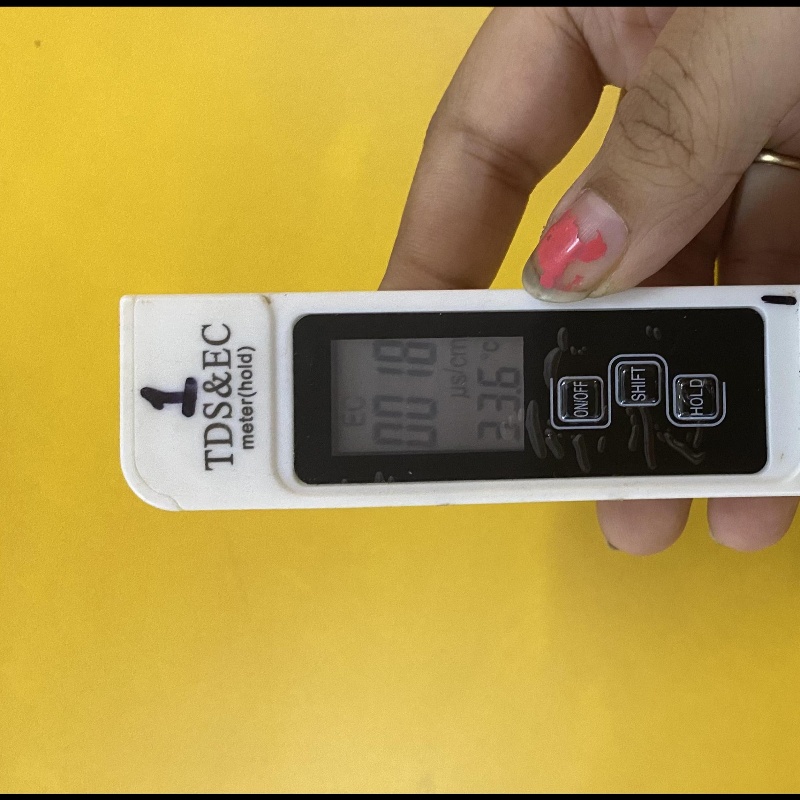 1
TDS&EC
meter(hold)
EC
0018
µs/cm
23.6 °C
ON/OFF
SHIFT
HOLD